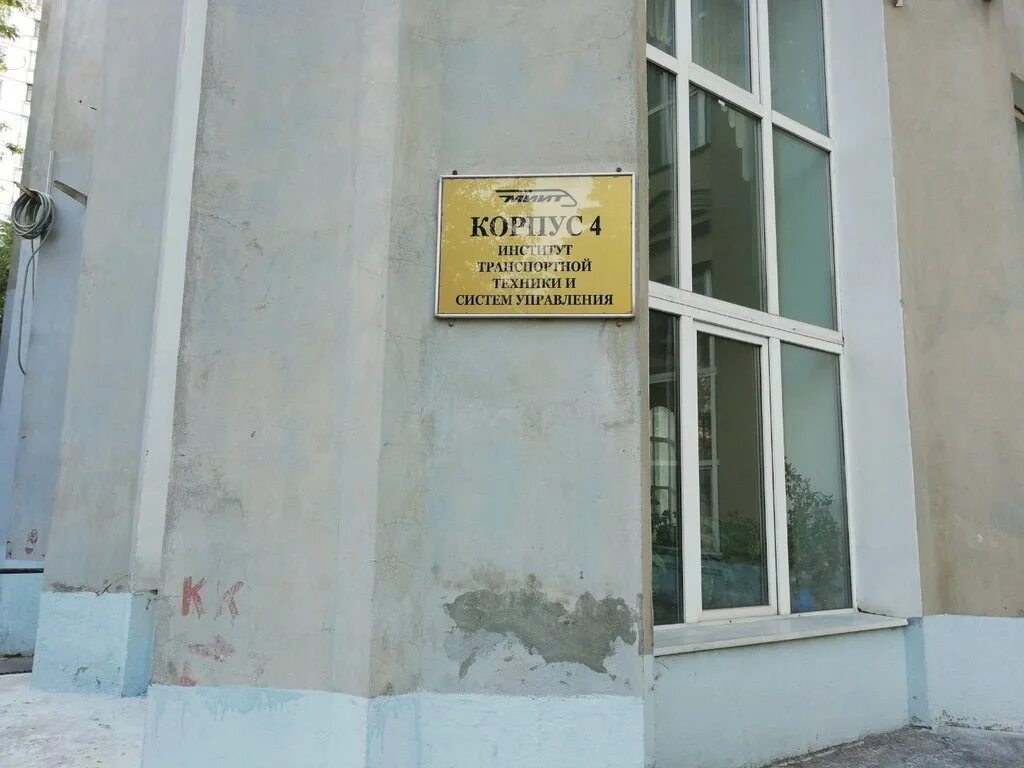 МИИТ
КОРПУС 4
ИНСТИТУТ
ТРАНСПОРТНОЙ
ТЕХНИКИ И
СИСТЕМ УПРАВЛЕНИЯ
К К